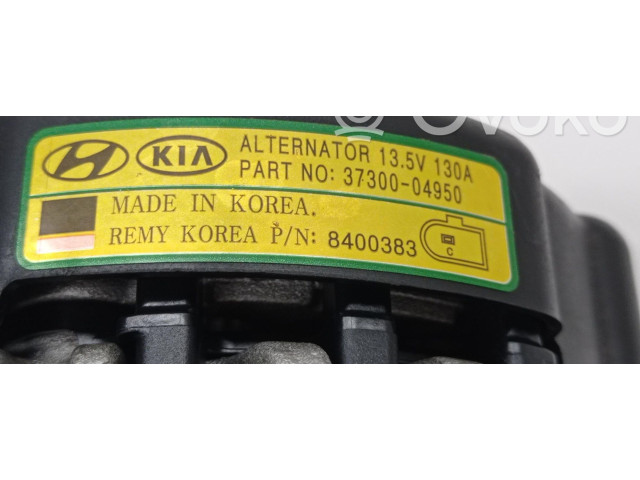 Ovoko
KIA ALTERNATOR 13.5V 130A
PART NO: 37300-04950
MADE IN KOREA.
REMY KOREA P/N: 8400383
C